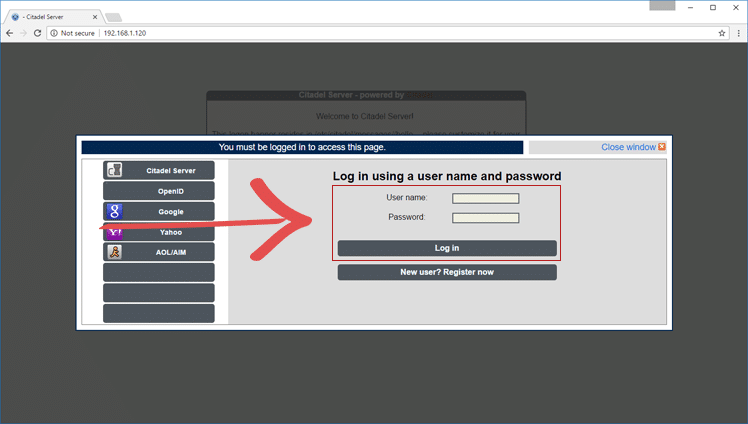 - Citadel Server
Not secure | 192.168.1.120
Citadel Server - powered by
Welcome to Citadel Server!
You must be logged in to access this page.
Close window
Citadel Server
OpenID
Google
Yahoo
AOL/AIM
Log in using a user name and password
User name:
Password:
Log in
New user? Register now